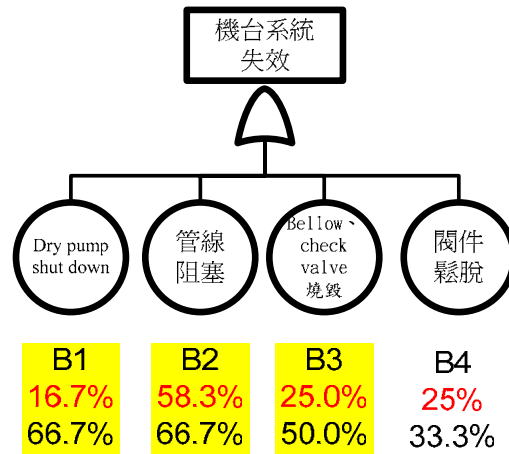 機台系統
失效
Dry pump
shut down
管線
阻塞
Bellow、
check
valve
燒毀
閥件
鬆脫
B1
16.7%
66.7%
B2
58.3%
66.7%
B3
25.0%
50.0%
B4
25%
33.3%